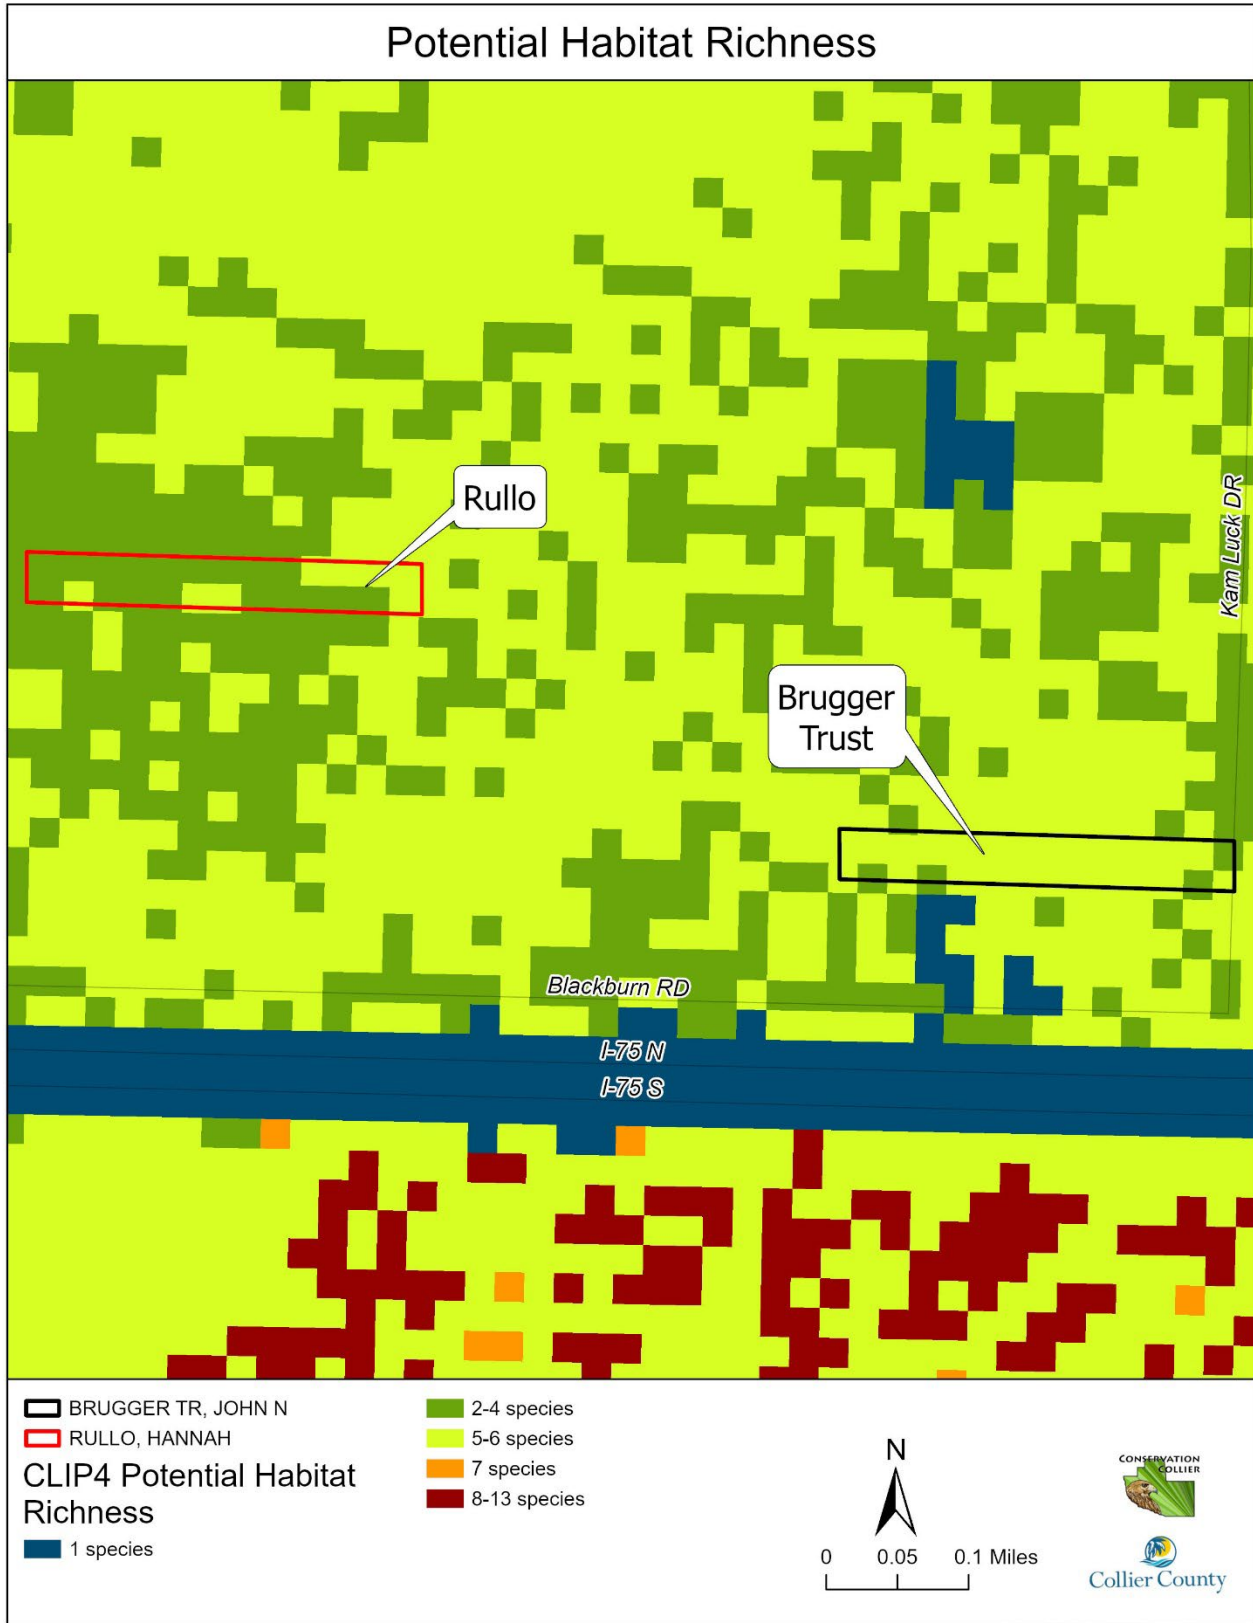 Potential Habitat Richness
Rullo
Kam Luck DR
Brugger
Trust
Blackburn RD
I-75 N
I-75 S
BRUGGER TR, JOHN N
RULLO, HANNAH
CLIP4 Potential Habitat
Richness
1 species
2-4 species
5-6 species
7 species
8-13 species
N
0 0.05 0.1 Miles
CONSERVATION
COLLIER
Collier County